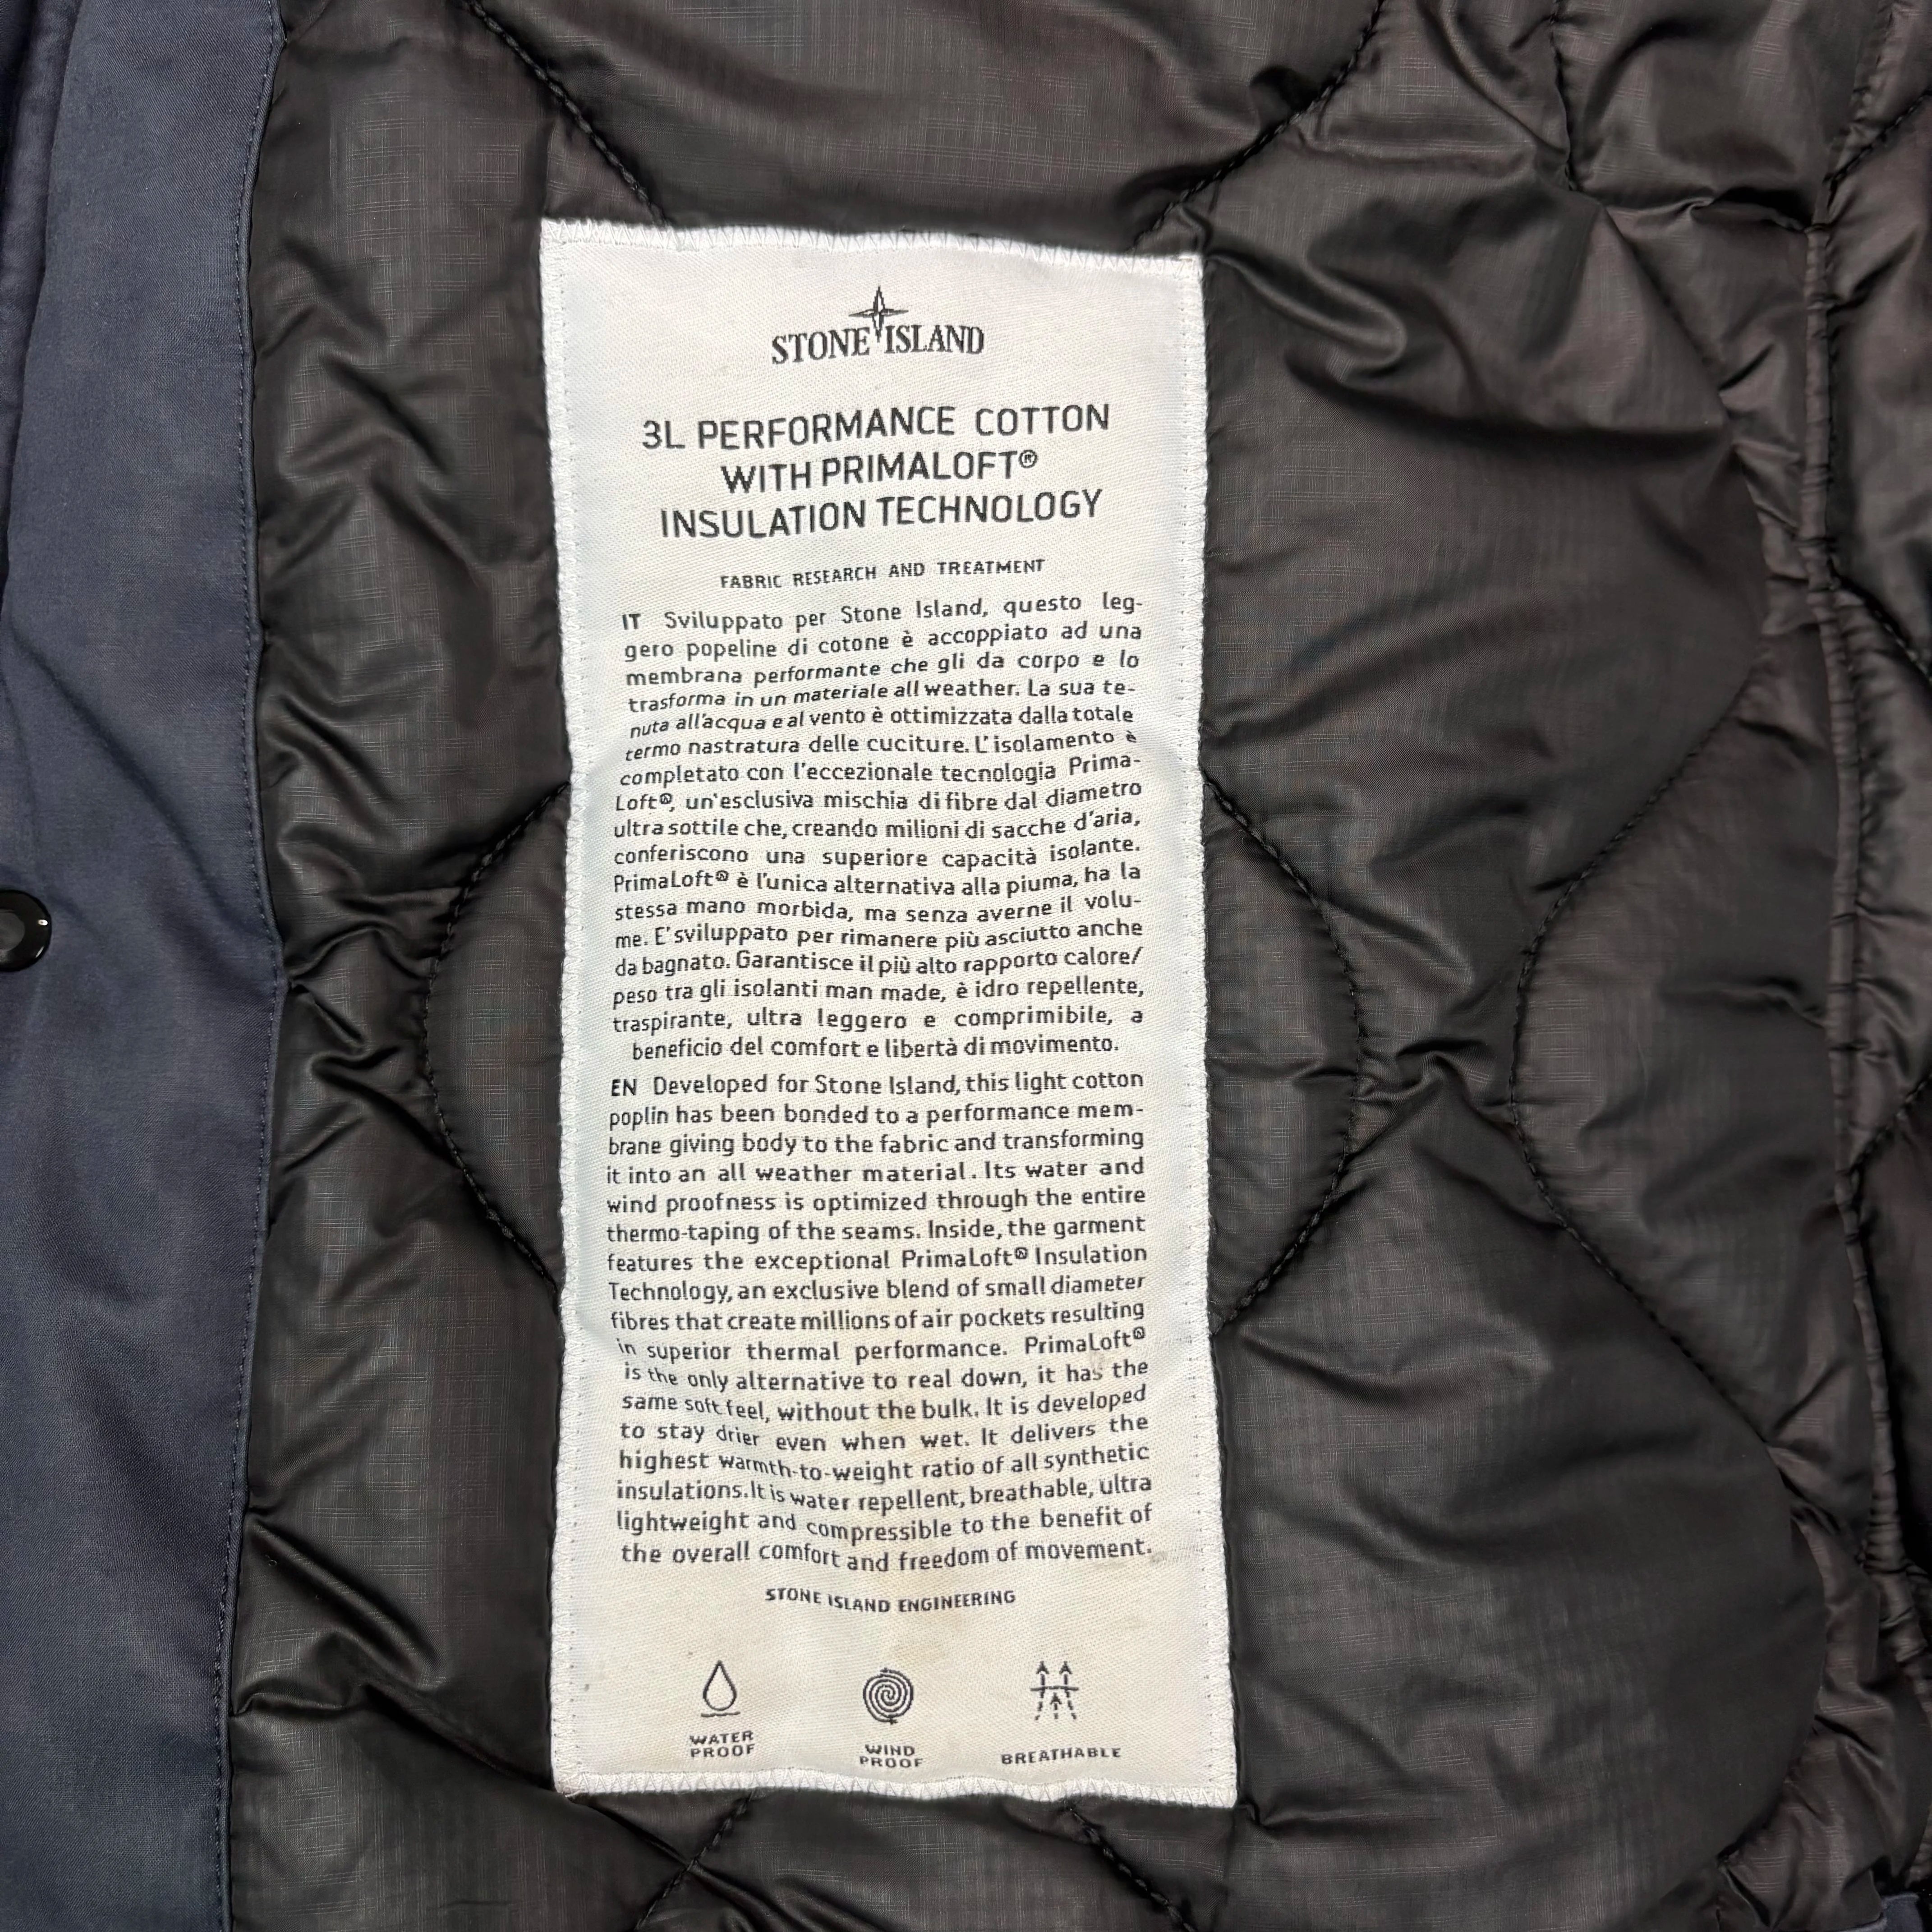 STONE ISLAND
3L PERFORMANCE COTTON
WITH PRIMALOFT®
INSULATION TECHNOLOGY
FABRIC RESEARCH AND TREATMENT
IT Sviluppato per Stone Island, questo leg-
gero popeline di cotone è accoppiato ad una
membrana performante che gli da corpo e lo
trasforma in un materiale all weather. La sua te-
nuta all'acqua e al vento è ottimizzata dalla totale
termo nastratura delle cuciture. L'isolamento è
completato con l'eccezionale tecnologia Prima-
Loft®, un'esclusiva mischia di fibre dal diametro
ultra sottile che, creando milioni di sacche d'aria,
conferiscono una superiore capacità isolante.
PrimaLoft® è l'unica alternativa alla piuma, ha la
stessa mano morbida, ma senza averne il volu-
me. E' sviluppato per rimanere più asciutto anche
da bagnato. Garantisce il più alto rapporto calore/
peso tra gli isolanti man made, è idro repellente,
traspirante, ultra leggero e comprimibile, a
beneficio del comfort e libertà di movimento.
EN Developed for Stone Island, this light cotton
poplin has been bonded to a performance mem-
brane giving body to the fabric and transforming
it into an all weather material. Its water and
wind proofness is optimized through the entire
thermo-taping of the seams. Inside, the garment
features the exceptional PrimaLoft® Insulation
Technology, an exclusive blend of small diameter
fibres that create millions of air pockets resulting
in superior thermal performance. PrimaLoft®
is the only alternative to real down, it has the
same soft feel, without the bulk. It is developed
to stay drier even when wet. It delivers the
highest warmth-to-weight ratio of all synthetic
insulations. It is water repellent, breathable, ultra
lightweight and compressible to the benefit of
the overall comfort and freedom of movement.
STONE ISLAND ENGINEERING
WATER
PROOF
WIND
PROOF
BREATHABLE